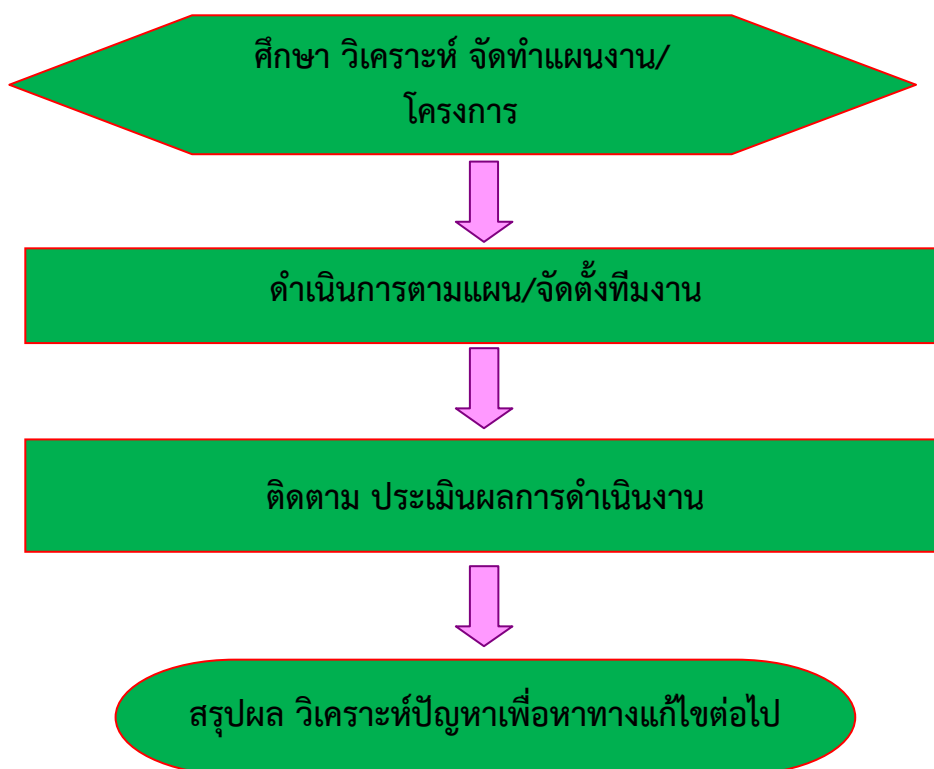 ศึกษา วิเคราะห์ จัดทำแผนงาน/
โครงการ
ดำเนินการตามแผน/จัดตั้งทีมงาน
ติดตาม ประเมินผลการดำเนินงาน
สรุปผล วิเคราะห์ปัญหาเพื่อหาทางแก้ไขต่อไป